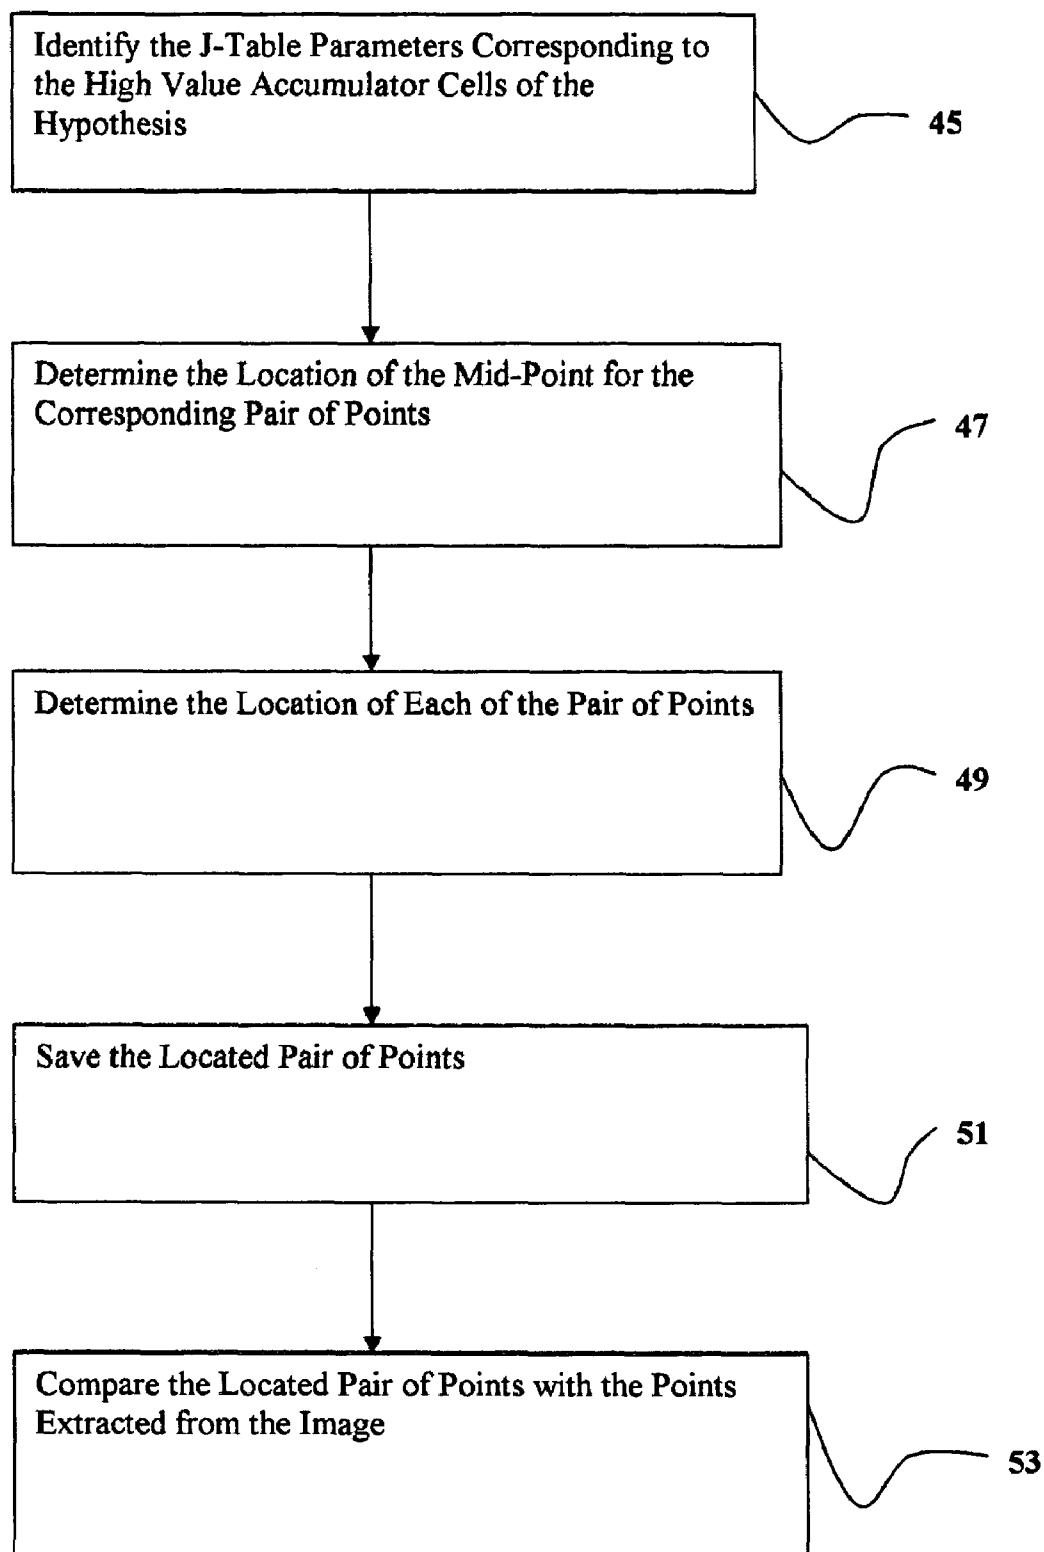 Identify the J-Table Parameters Corresponding to
the High Value Accumulator Cells of the
Hypothesis
45
Determine the Location of the Mid-Point for the
Corresponding Pair of Points
47
Determine the Location of Each of the Pair of Points
49
Save the Located Pair of Points
51
Compare the Located Pair of Points with the Points
Extracted from the Image
53